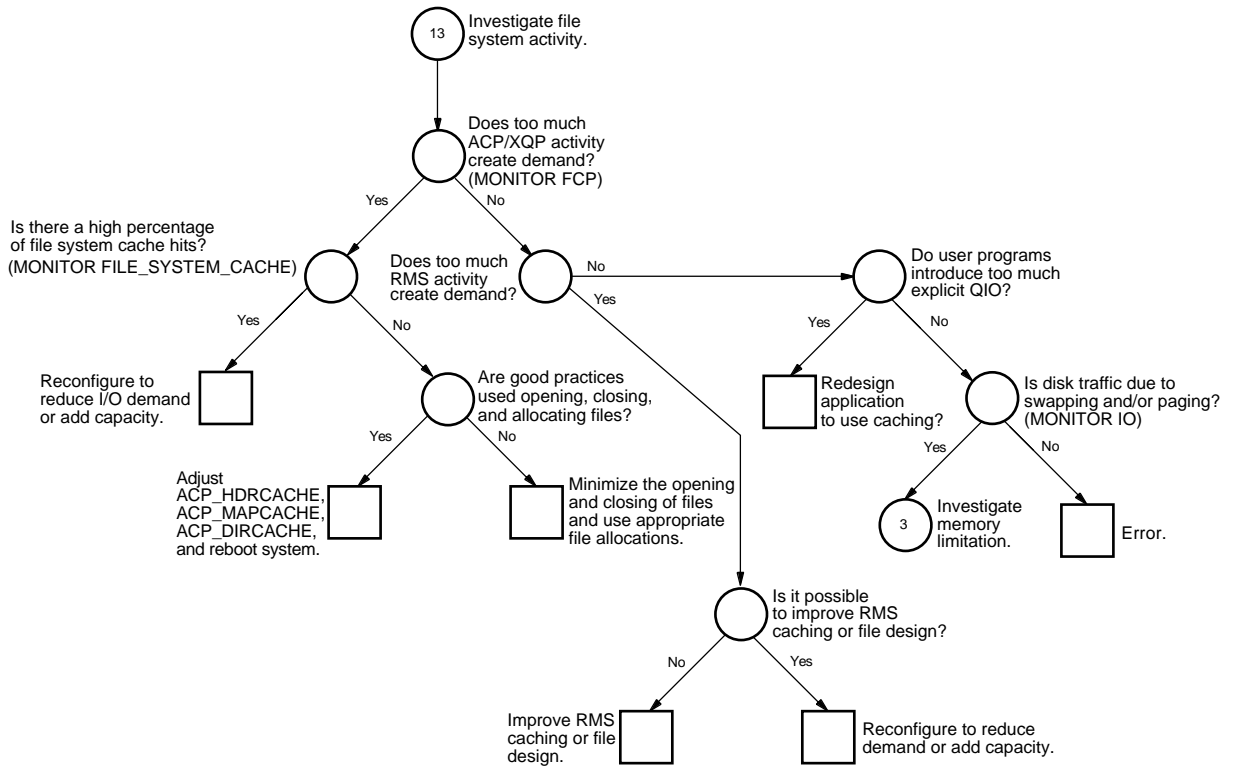 13
Investigate file
system activity.
Does too much
ACP/XQP activity
create demand?
(MONITOR FCP)
Yes
No
Is there a high percentage
of file system cache hits?
(MONITOR FILE_SYSTEM_CACHE)
Does too much
RMS activity
create demand?
No
Yes
Do user programs
introduce too much
explicit QIO?
Yes
No
Yes
No
Reconfigure to
reduce I/O demand
or add capacity.
Are good practices
used opening, closing,
and allocating files?
Redesign
application
to use caching?
Is disk traffic due to
swapping and/or paging?
(MONITOR IO)
Yes
No
Yes
No
Adjust
ACP_HDRCACHE,
ACP_MAPCACHE,
ACP_DIRCACHE,
and reboot system.
Minimize the opening
and closing of files
and use appropriate
file allocations.
3
Investigate
memory
limitation.
Error.
Is it possible
to improve RMS
caching or file design?
No
Yes
Improve RMS
caching or file
design.
Reconfigure to reduce
demand or add capacity.